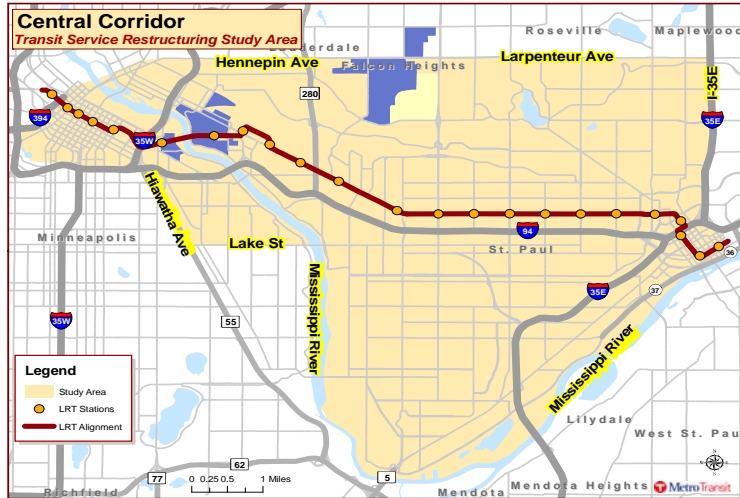 Central Corridor
Transit Service Restructuring Study Area
Roseville
Maplewood
Lauderdale
Hennepin Ave
Falcon Heights
Larpenteur Ave
280
I-35E
394
35E
35W
Hiawatha Ave
Minneapolis
Lake St
94
St. Paul
36
Mississippi River
35E
37
35W
55
Mississippi River
Legend
Study Area
LRT Stations
LRT Alignment
Lilydale
West St. Pau
62
0 0.25 0.5 1 Miles
77
5
Richfield
Mendota
Mendota Heights
MetroTransit